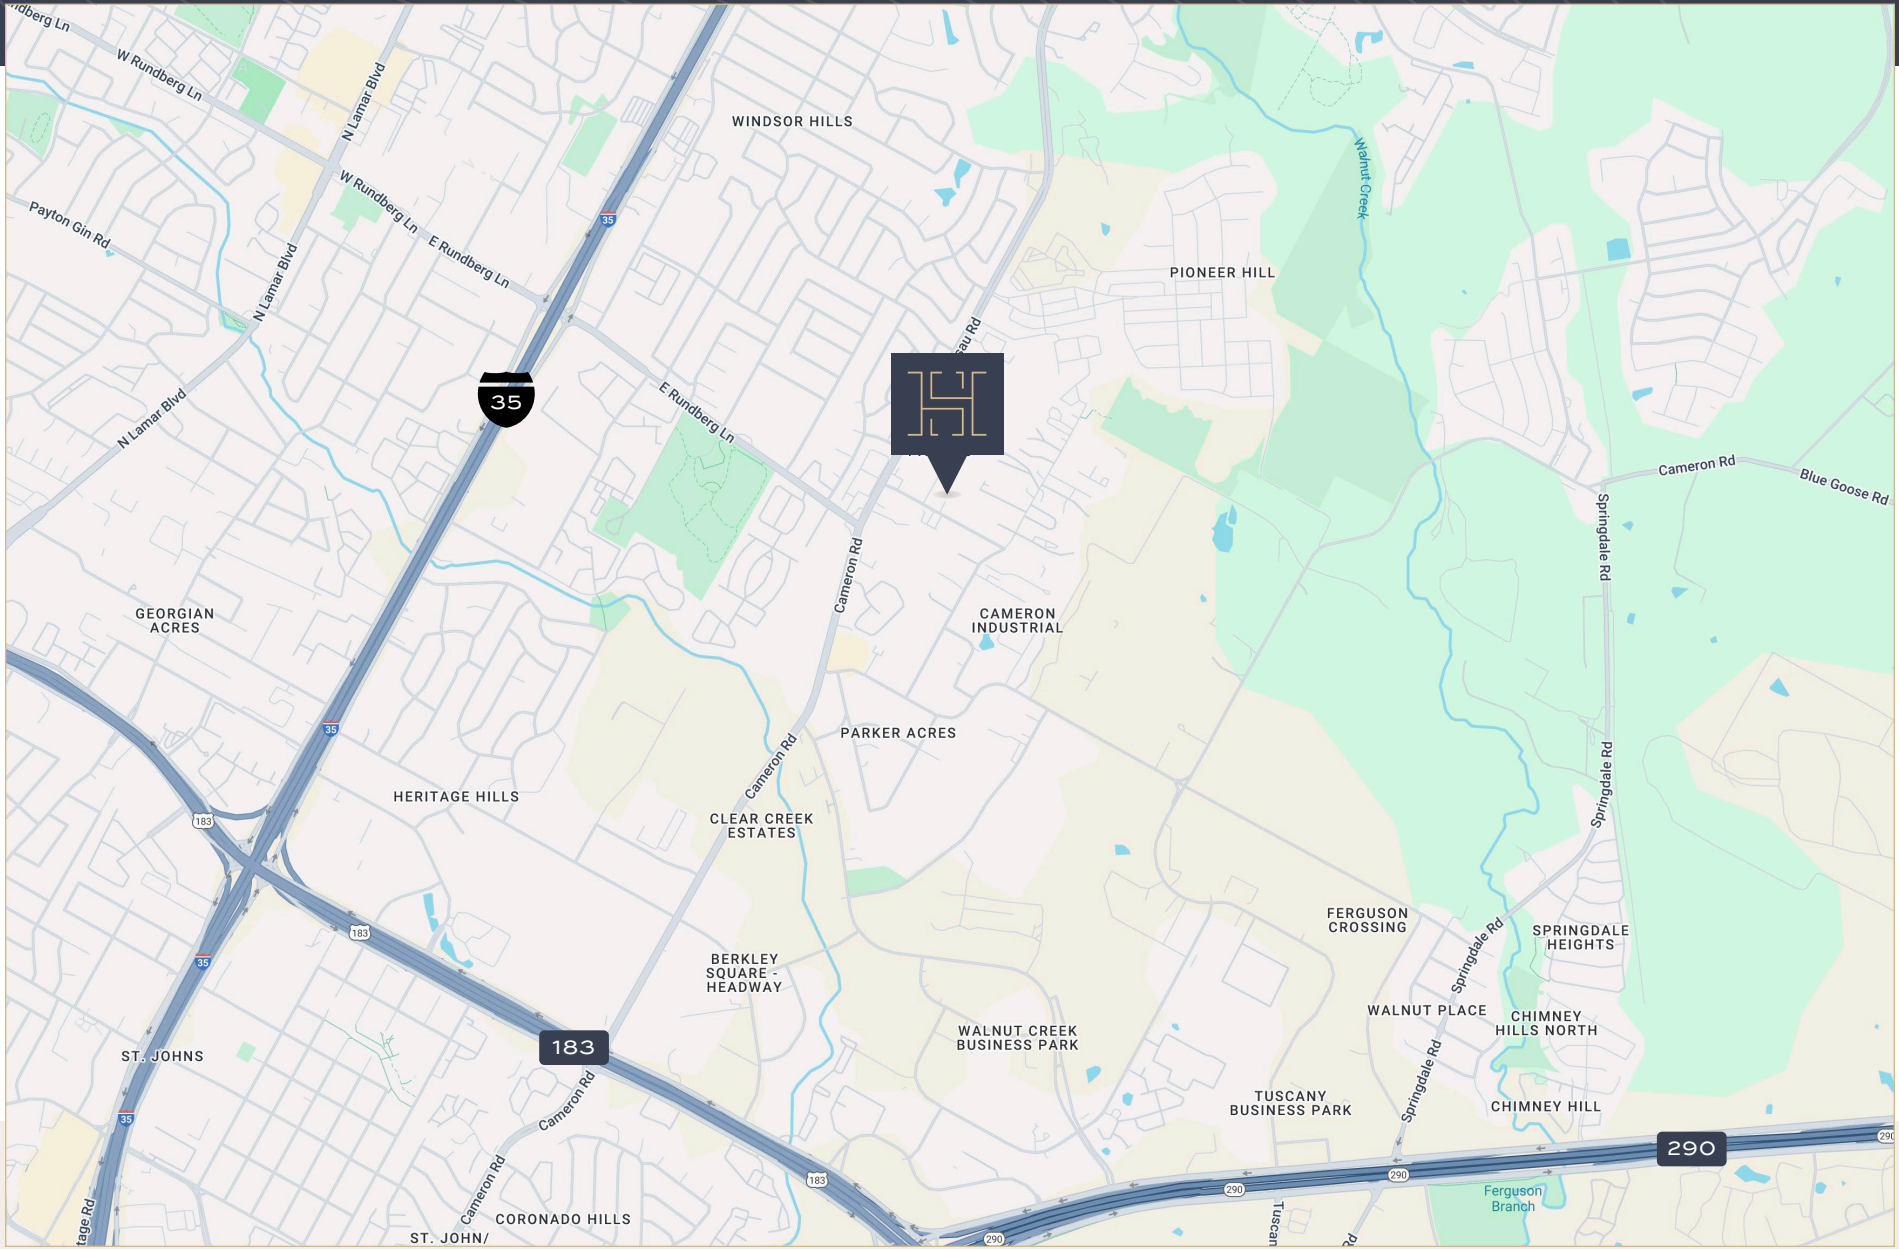 W Rundberg Ln
N Lamar Blvd
WINDSOR HILLS
Walnut Creek
W Rundberg Ln
Payton Gin Rd
35
E Rundberg Ln
N Lamar Blvd
PIONEER HILL
35
E Rundberg Ln
N Lamar Blvd
Cameron Rd
Blue Goose Rd
Springdale Rd
Cameron Rd
GEORGIAN
ACRES
CAMERON
INDUSTRIAL
35
PARKER ACRES
Cameron Rd
Springdale Rd
HERITAGE HILLS
183
CLEAR CREEK
ESTATES
FERGUSON
CROSSING
183
SPRINGDALE
HEIGHTS
Springdale Rd
35
BERKLEY
SQUARE -
HEADWAY
WALNUT PLACE
CHIMNEY
HILLS NORTH
WALNUT CREEK
BUSINESS PARK
183
ST. JOHNS
Springdale Rd
TUSCANY
BUSINESS PARK
CHIMNEY HILL
Cameron Rd
35
290
290
290
183
290
Ferguson
Branch
Cameron Rd
CORONADO HILLS
ST. JOHN/
290